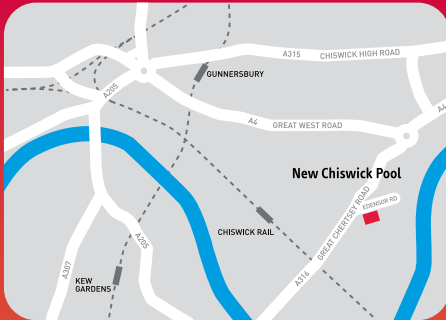 A315
CHISWICK HIGH ROAD
GUNNERSBURY
A205
A4
GREAT WEST ROAD
A4
New Chiswick Pool
EDENSOR RD
GREAT CHERTSEY ROAD
CHISWICK RAIL
A205
A307
KEW
GARDENS
A316